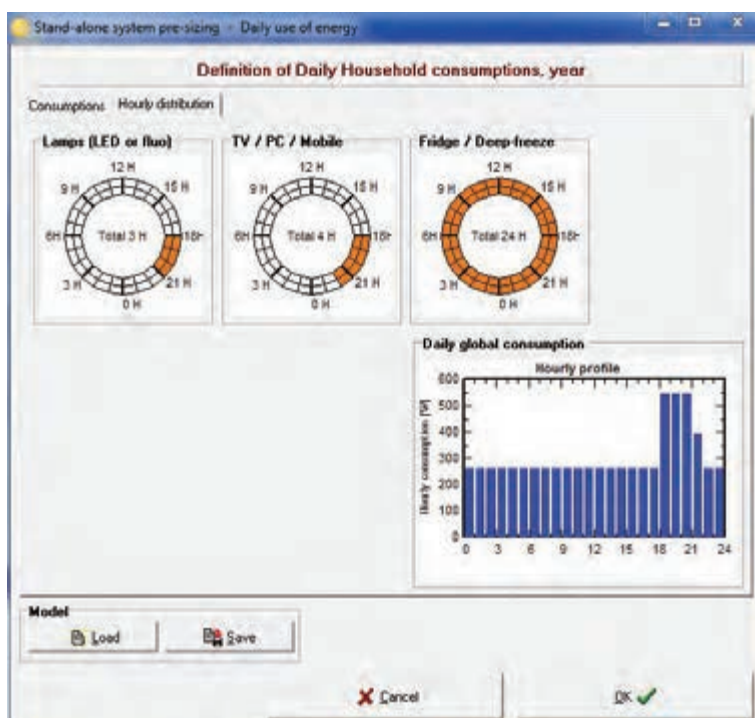 Stand-alone system pre-sizing - Daily use of energy
Definition of Daily Household consumptions, year
Consumptions Hourly distribution
Lamps (LED or fluo) TV / PC / Mobile Fridge / Deep-freeze
12 H 12 H 12 H
9 H 15 H 9 H 15 H 9 H 15 H
6H Total 3 H 18H 6H Total 4 H 18H 6H Total 24 H 18H
3 H 21 H 3 H 21 H 3 H 21 H
0 H 0 H 0 H
Daily global consumption
Hourly profile
Hourly consumption [W]
600
500
400
300
200
100
0
0 3 6 9 12 15 18 21 24
Model
Load Save
Cancel OK